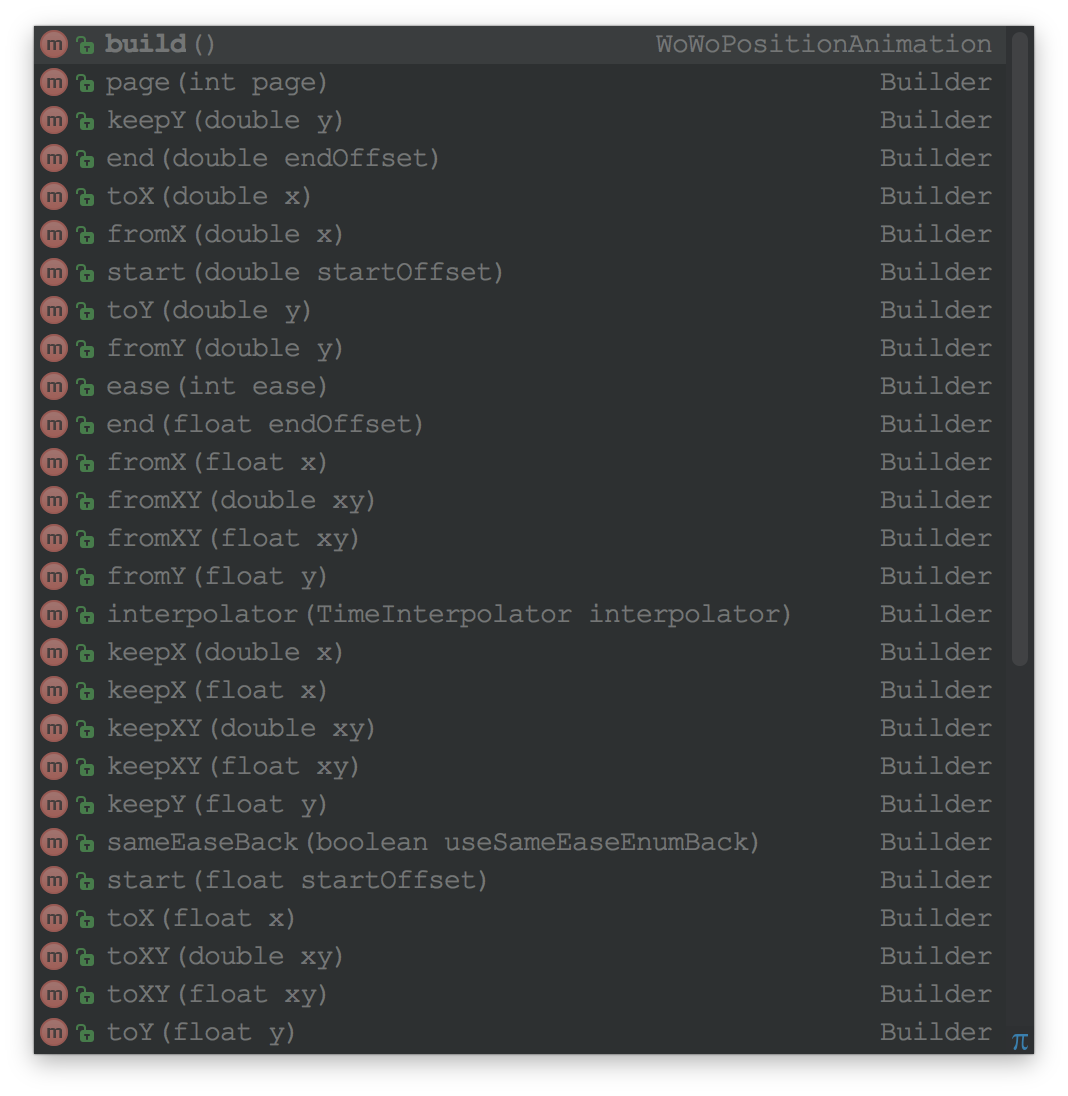 m build() WoWoPositionAnimation
m page(int page) Builder
m keepY(double y) Builder
m end(double endOffset) Builder
m toX(double x) Builder
m fromX(double x) Builder
m start(double startOffset) Builder
m toY(double y) Builder
m fromY(double y) Builder
m ease(int ease) Builder
m end(float endOffset) Builder
m fromX(float x) Builder
m fromXY(double xy) Builder
m fromXY(float xy) Builder
m fromY(float y) Builder
m interpolator(TimeInterpolator interpolator) Builder
m keepX(double x) Builder
m keepX(float x) Builder
m keepXY(double xy) Builder
m keepXY(float xy) Builder
m keepY(float y) Builder
m sameEaseBack(boolean useSameEaseEnumBack) Builder
m start(float startOffset) Builder
m toX(float x) Builder
m toXY(double xy) Builder
m toXY(float xy) Builder
m toY(float y) Builder
π